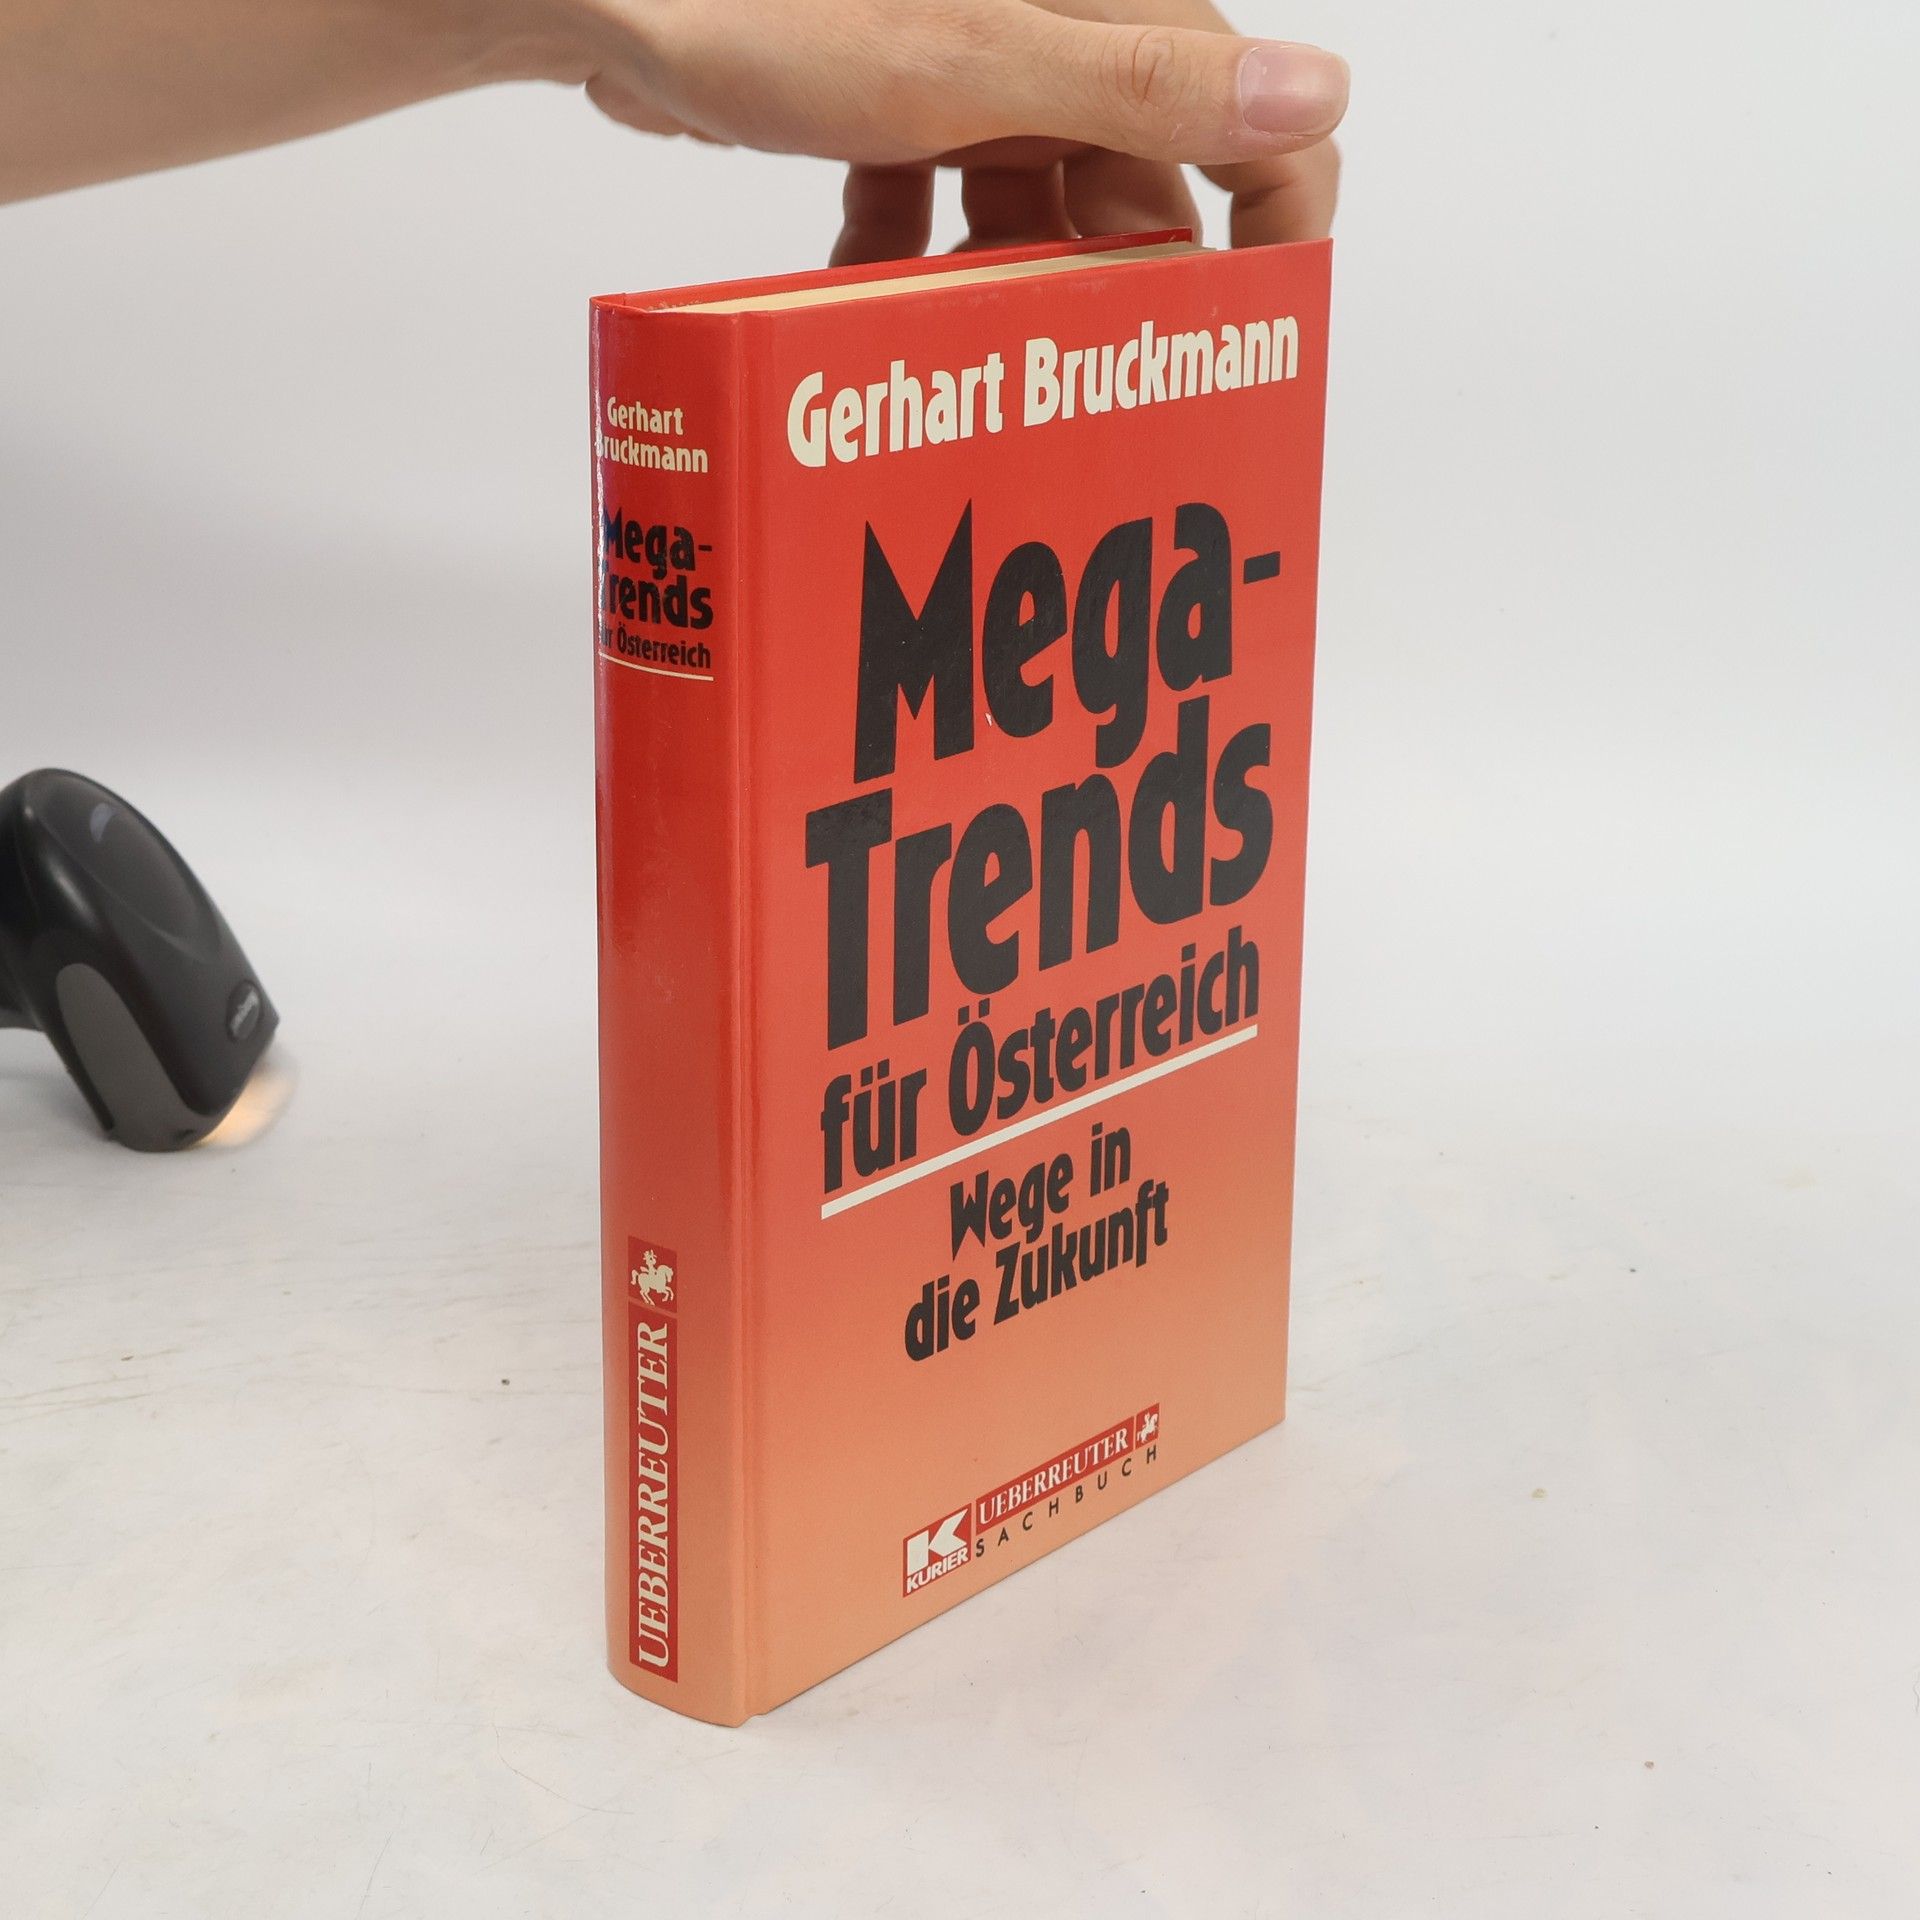 Gerhart
Bruckmann
Mega-
Trends
für Österreich
UEBERREUTER
Gerhart Bruckmann
Mega-
Trends
für Österreich
Wege in
die Zukunft
K
KURIER
UEBERREUTER
SACHBUCH